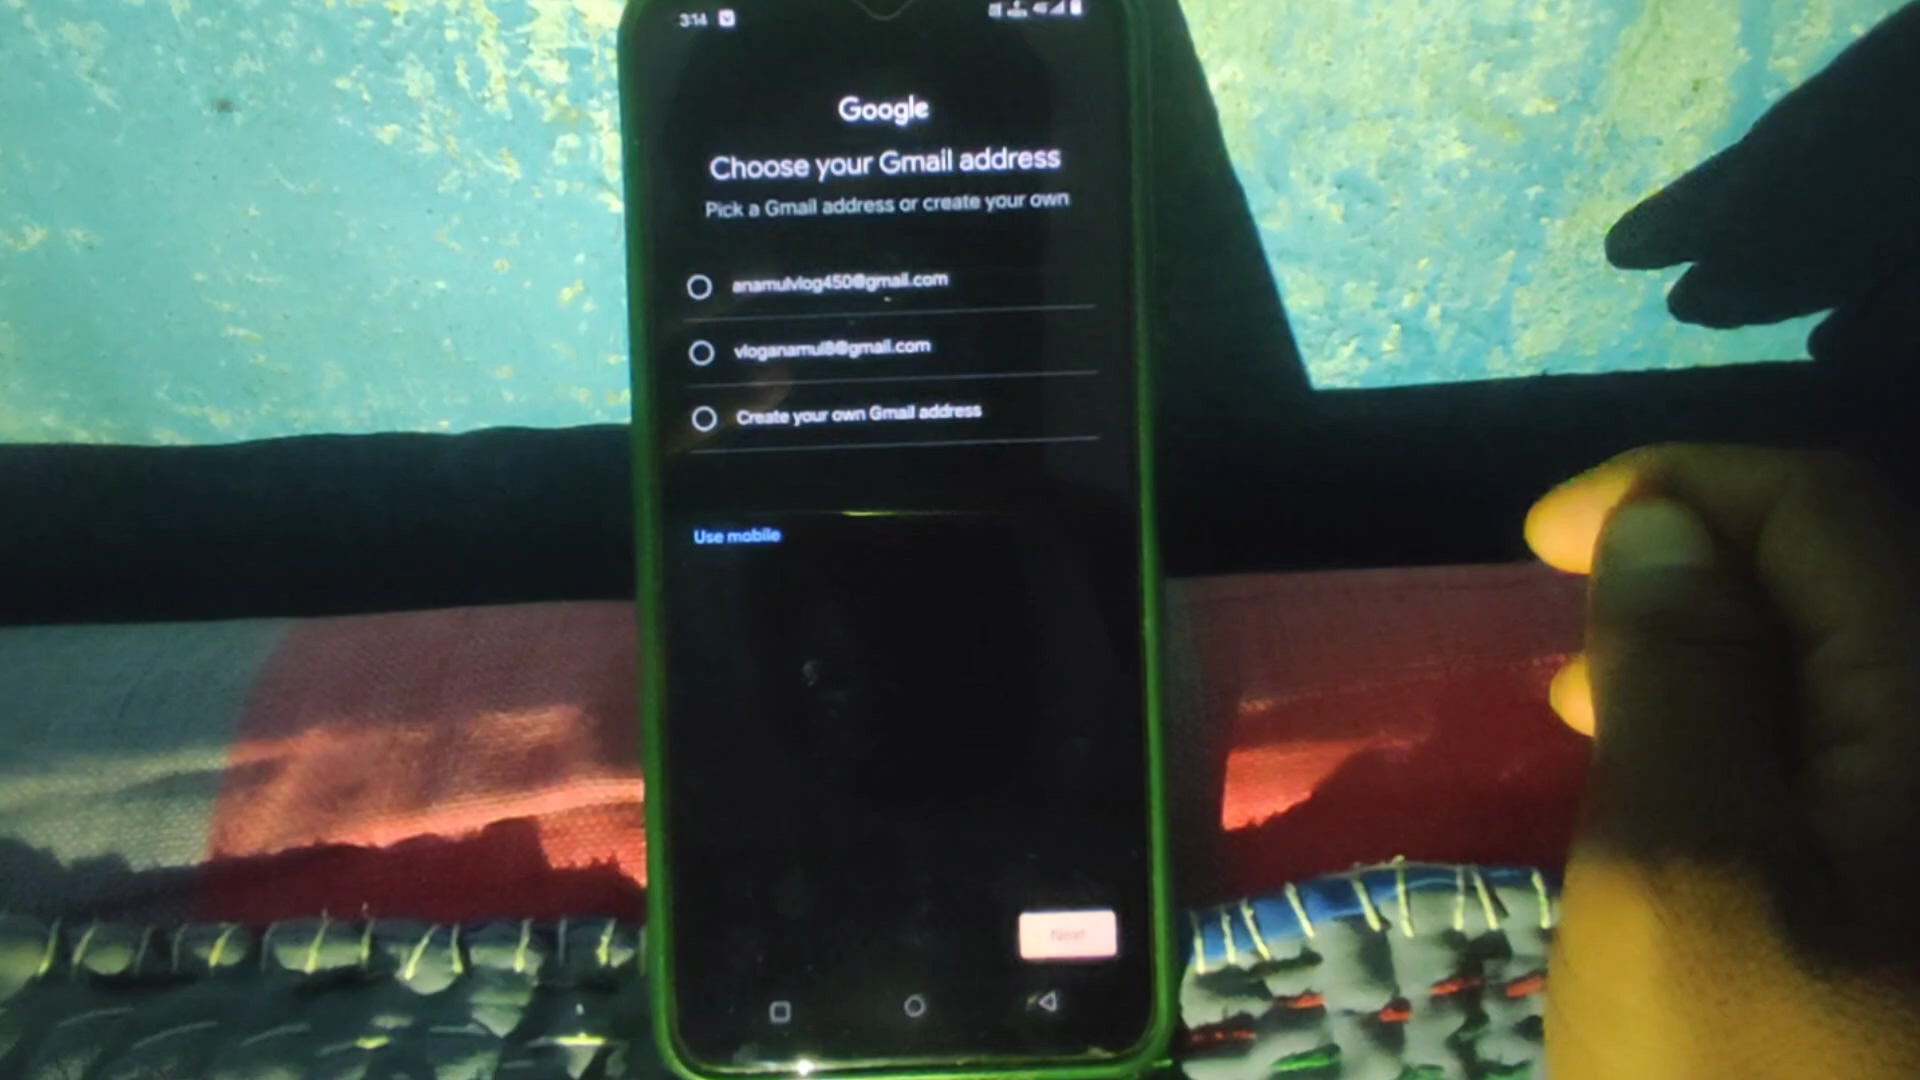 3:14
Google
Choose your Gmail address
Pick a Gmail address or create your own
anamulvlog450@gmail.com
vloganamul8@gmail.com
Create your own Gmail address
Use mobile
Next